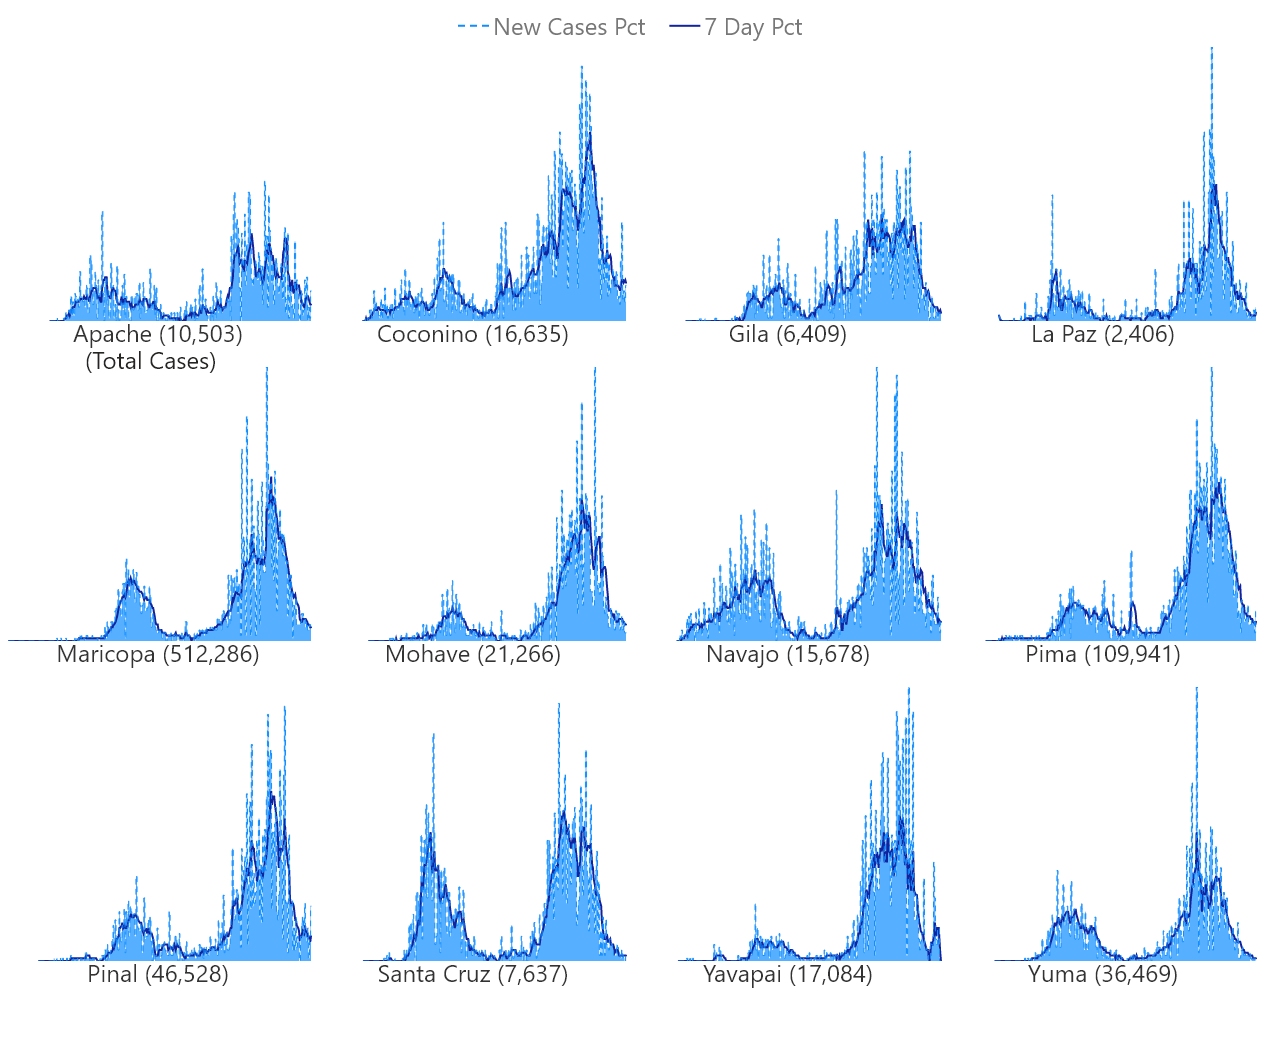 New Cases Pct 7 Day Pct
Apache (10,503) Coconino (16,635) Gila (6,409) La Paz (2,406)
(Total Cases)
Maricopa (512,286) Mohave (21,266) Navajo (15,678) Pima (109,941)
Pinal (46,528) Santa Cruz (7,637) Yavapai (17,084) Yuma (36,469)